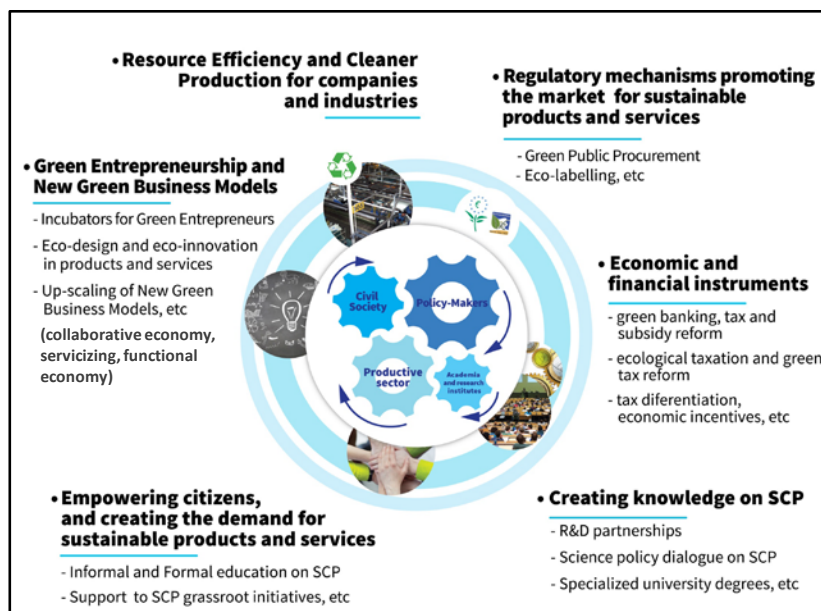 • Resource Efficiency and Cleaner
Production for companies
and industries
• Regulatory mechanisms promoting
the market for sustainable
products and services
- Green Public Procurement
- Eco-labelling, etc
• Green Entrepreneurship and
New Green Business Models
- Incubators for Green Entrepreneurs
- Eco-design and eco-innovation
in products and services
- Up-scaling of New Green
Business Models, etc
(collaborative economy,
servicizing, functional
economy)
Civil
Society
Policy-Makers
Productive
sector
Academia
and research
institutes
• Economic and
financial instruments
- green banking, tax and
subsidy reform
- ecological taxation and green
tax reform
- tax diferentiation,
economic incentives, etc
• Empowering citizens,
and creating the demand for
sustainable products and services
- Informal and Formal education on SCP
- Support to SCP grassroot initiatives, etc
• Creating knowledge on SCP
- R&D partnerships
- Science policy dialogue on SCP
- Specialized university degrees, etc